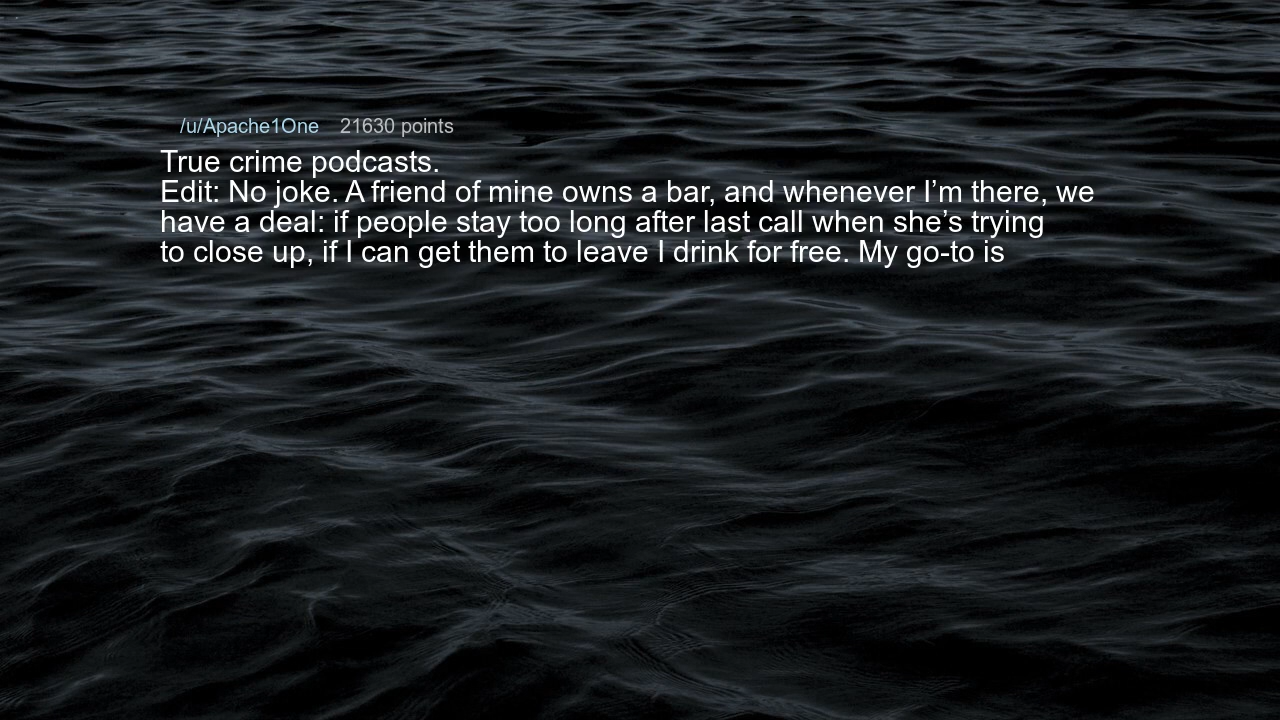 /u/Apache1One 21630 points
True crime podcasts.
Edit: No joke. A friend of mine owns a bar, and whenever I’m there, we
have a deal: if people stay too long after last call when she’s trying
to close up, if I can get them to leave I drink for free. My go-to is